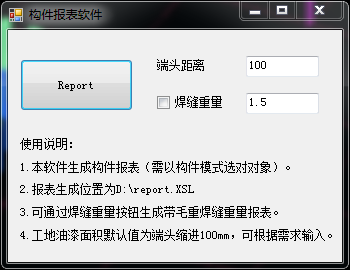 构件报表软件
Report
端头距离
100
焊缝重量
1.5
使用说明:
1.本软件生成构件报表（需以构件模式选对对象）。
2.报表生成位置为D:\report.XSL
3.可通过焊缝重量按钮生成带毛重焊缝重量报表。
4.工地油漆面积默认值为端头缩进100mm，可根据需求输入。